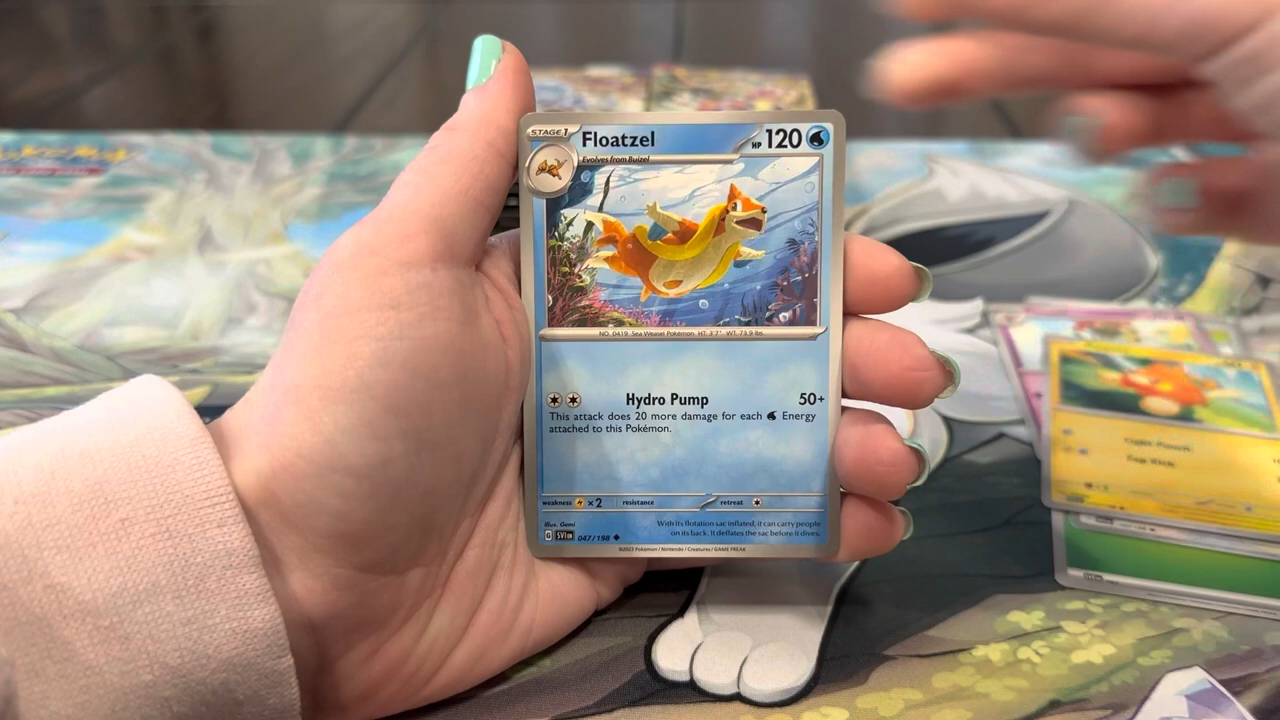 STAGE 1
Floatzel
HP 120
Evolves from Buizel
NO. 0419 Sea Weasel Pokémon HT: 3'7" WT: 73.9 lbs
Hydro Pump 50+
This attack does 20 more damage for each Energy
attached to this Pokémon.
weakness ×2 resistance retreat
Illus. Gemi
With its flotation sac inflated, it can carry people
on its back. It deflates the sac before it dives.
G SVI EN 047/198
©2023 Pokémon / Nintendo / Creatures / GAME FREAK